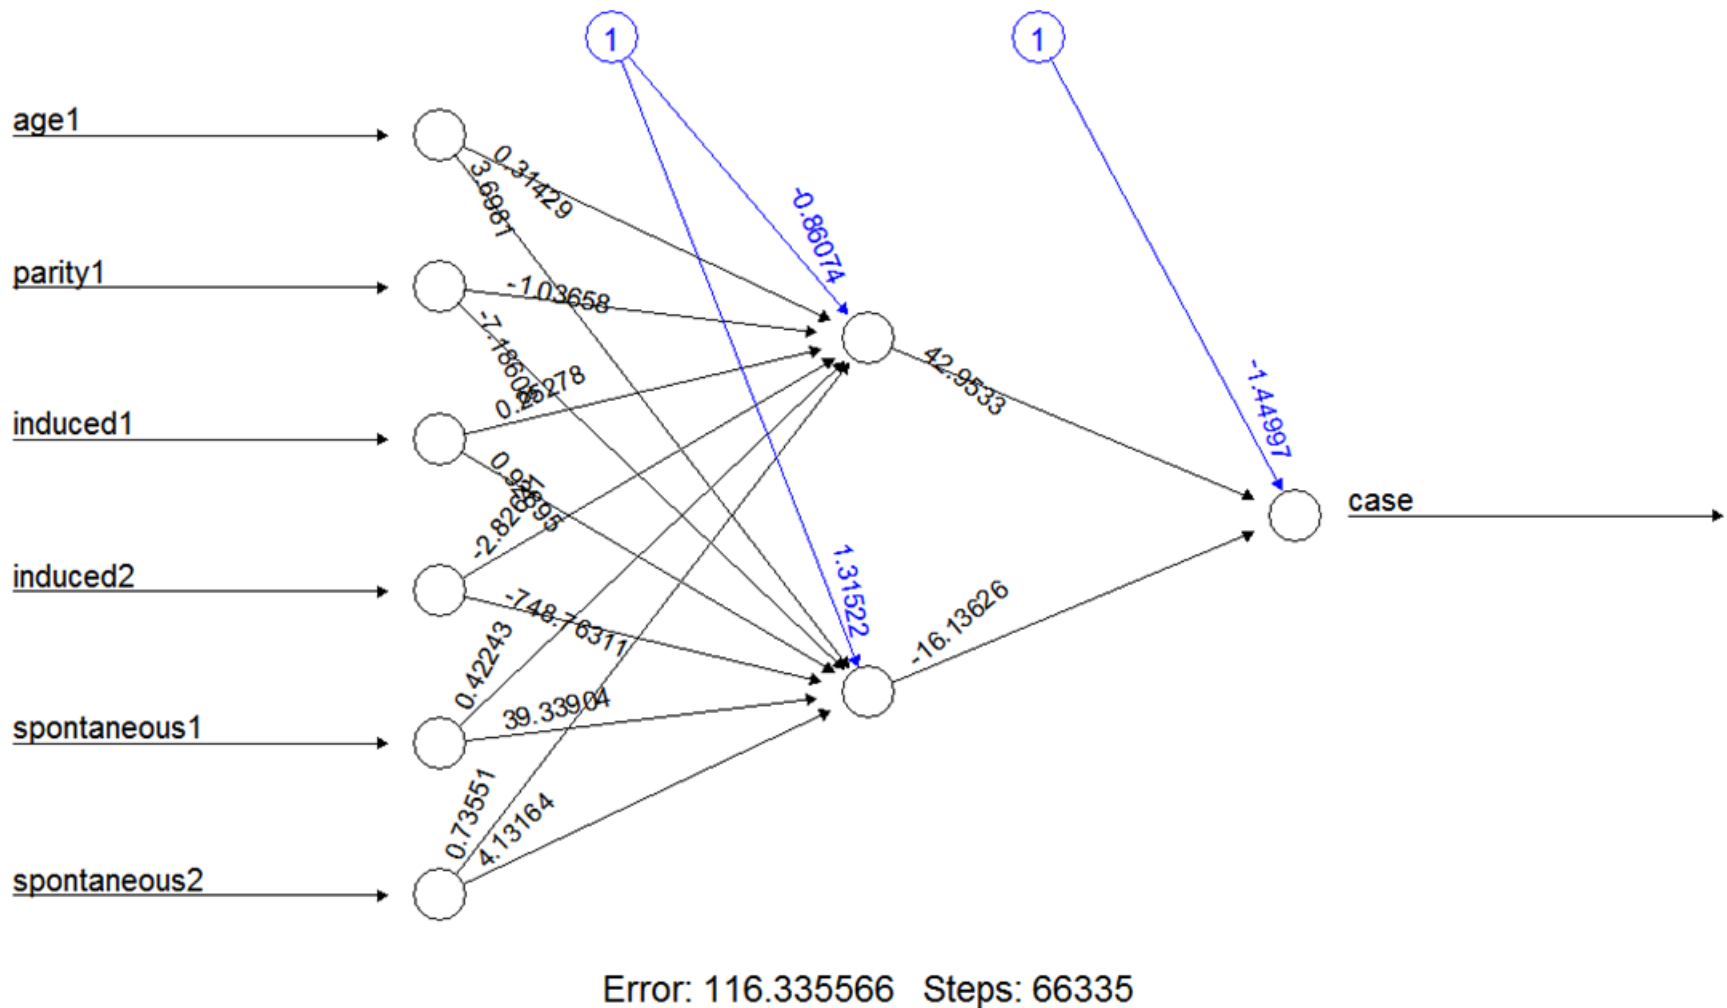 1
1
age1
0.31429
3.6981
-0.86074
parity1
-1.03658
42.9533
-1.44997
induced1
0.92895
case
induced2
-748.76311
1.31522
-16.13626
0.42243
39.33904
spontaneous1
0.73551
4.13164
spontaneous2
Error: 116.335566 Steps: 66335